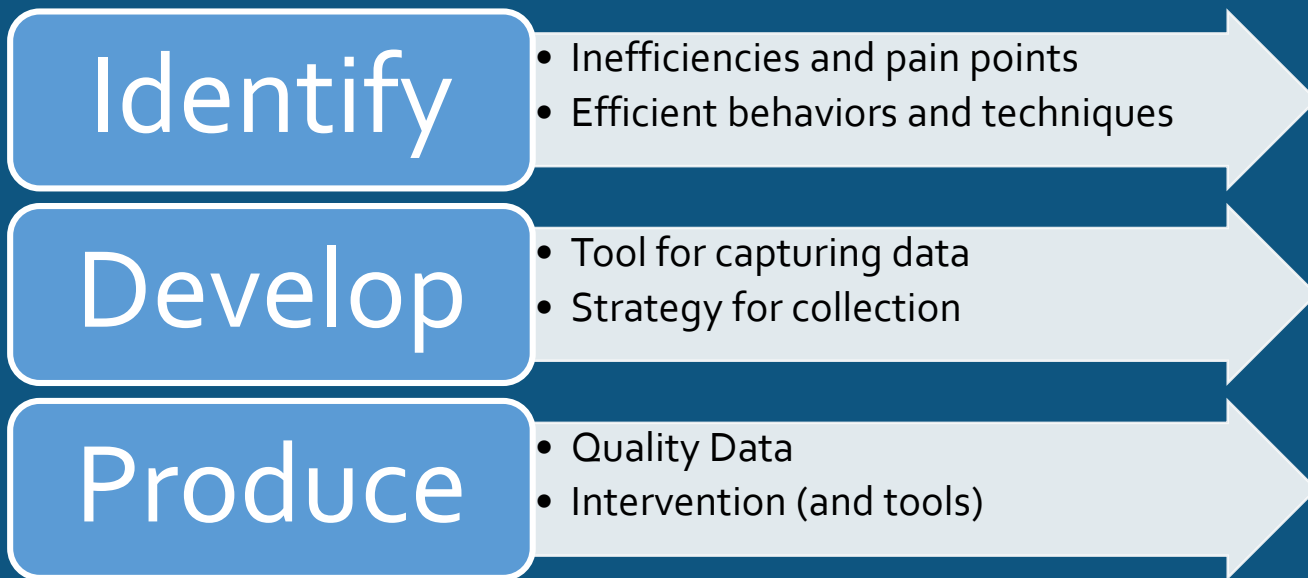 Identify
• Inefficiencies and pain points
• Efficient behaviors and techniques
Develop
• Tool for capturing data
• Strategy for collection
Produce
• Quality Data
• Intervention (and tools)